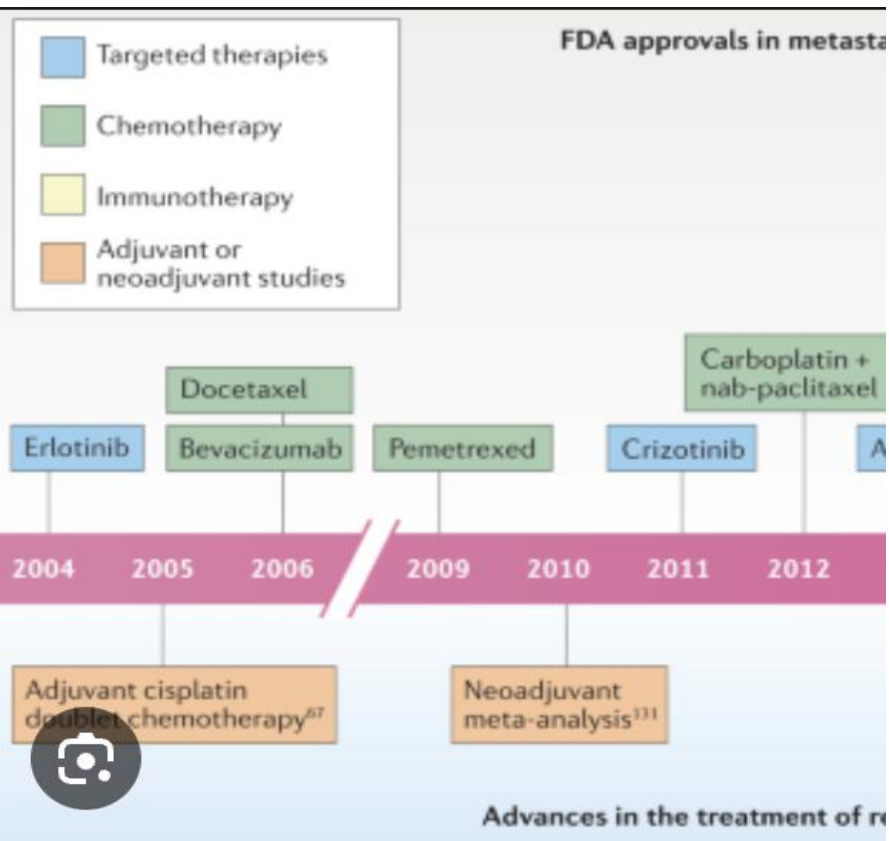 Targeted therapies
Chemotherapy
Immunotherapy
Adjuvant or
neoadjuvant studies
FDA approvals in metasta
Docetaxel
Carboplatin +
nab-paclitaxel
Erlotinib
Bevacizumab
Pemetrexed
Crizotinib
A
2004 2005 2006 2009 2010 2011 2012
Adjuvant cisplatin
doublet chemotherapy67
Neoadjuvant
meta-analysis131
Advances in the treatment of re